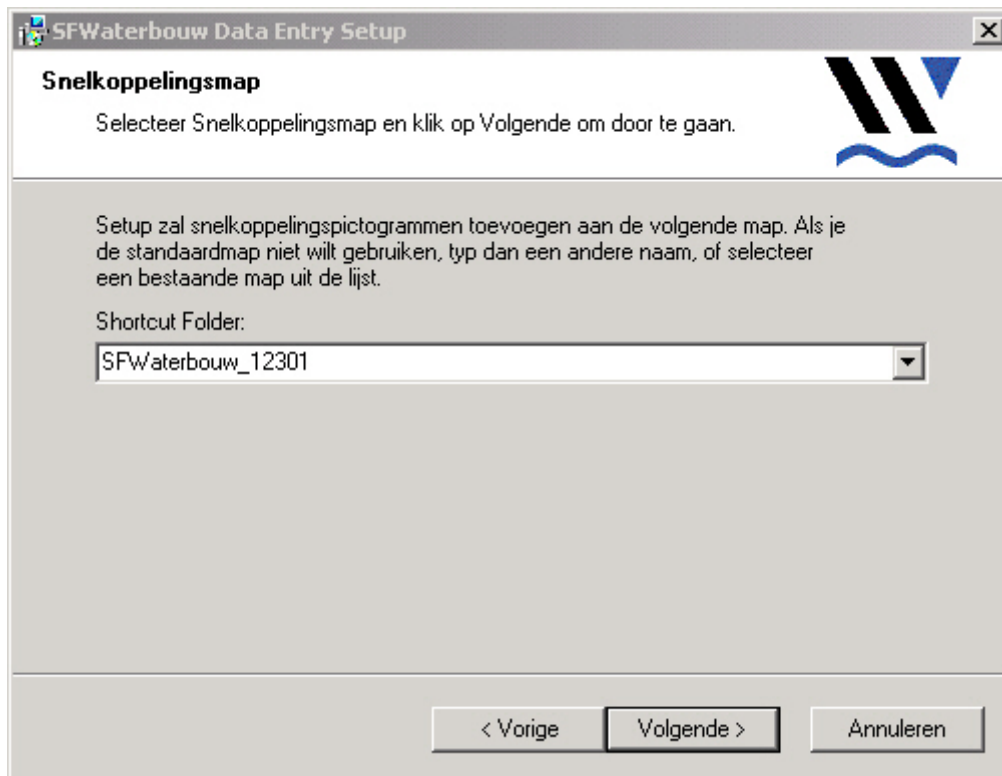 SFWaterbouw Data Entry Setup
Snelkoppelingsmap
Selecteer Snelkoppelingsmap en klik op Volgende om door te gaan.
Setup zal snelkoppelingspictogrammen toevoegen aan de volgende map. Als je
de standaardmap niet wilt gebruiken, typ dan een andere naam, of selecteer
een bestaande map uit de lijst.
Shortcut Folder:
SFWaterbouw_12301
< Vorige
Volgende >
Annuleren